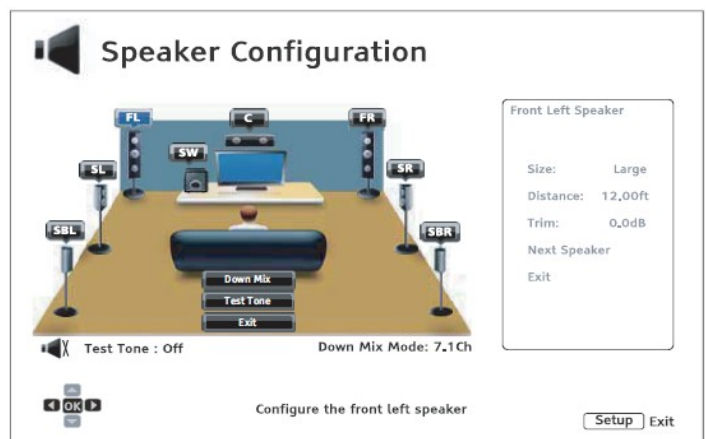 Speaker Configuration
FL
C
FR
SW
SL
SR
SBL
SBR
Down Mix
Test Tone
Exit
Test Tone : Off
Down Mix Mode: 7.1Ch
Front Left Speaker
Size: Large
Distance: 12.00ft
Trim: 0.0dB
Next Speaker
Exit
OK
Configure the front left speaker
Setup Exit